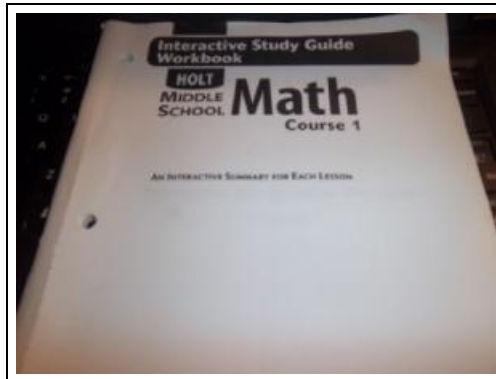 Interactive Study Guide
Workbook
HOLT
MIDDLE
SCHOOL
Math
Course 1
AN INTERACTIVE SUMMARY FOR EACH LESSON